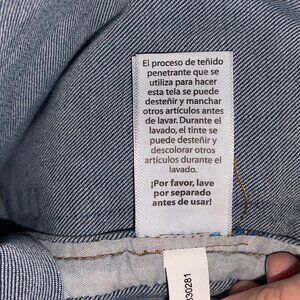 El proceso de teñido
penetrante que se
utiliza para hacer
esta tela se puede
desteñir y manchar
otros artículos antes
de lavar. Durante el
lavado, el tinte se
puede desteñir y
descolorar otros
artículos durante el
lavado.
¡Por favor, lave
por separado
antes de usar!
330281